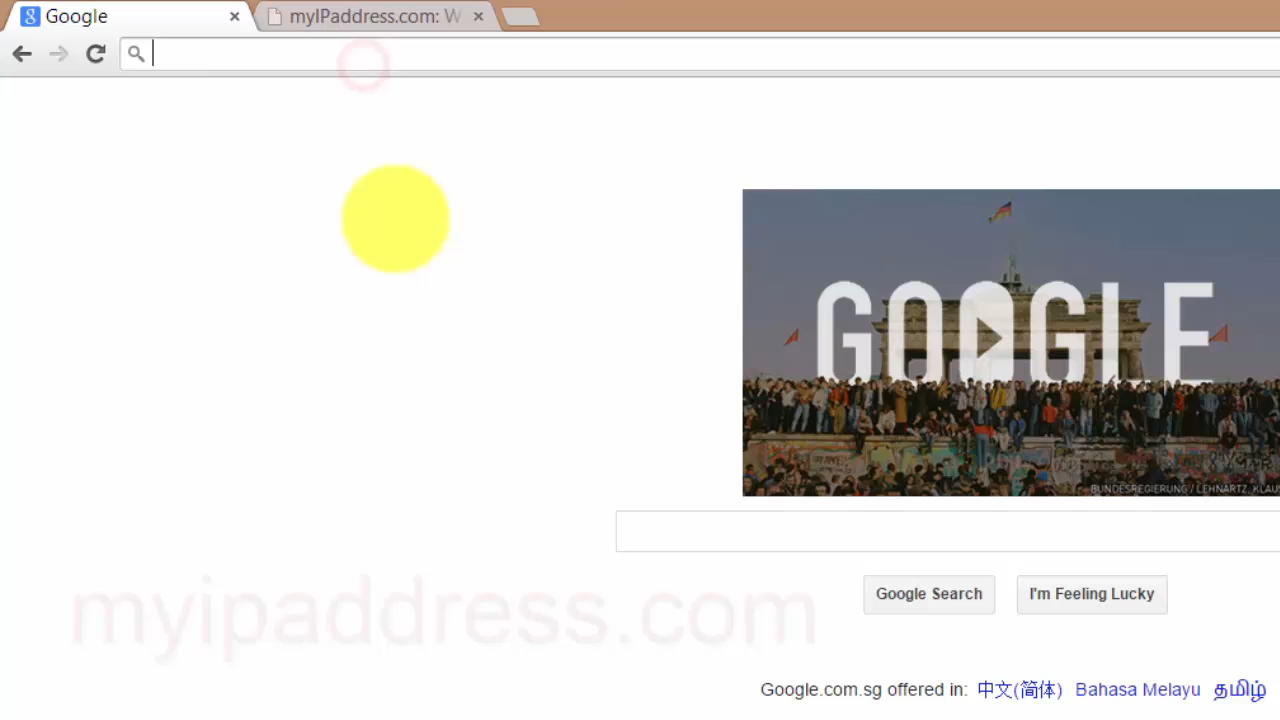 Google
myIPaddress.com: W
GOOGLE
BUNDESREGIERUNG / LEHNARTZ, KLAUS
Google Search
I'm Feeling Lucky
myipaddress.com
Google.com.sg offered in: 中文(简体) Bahasa Melayu தமிழ்